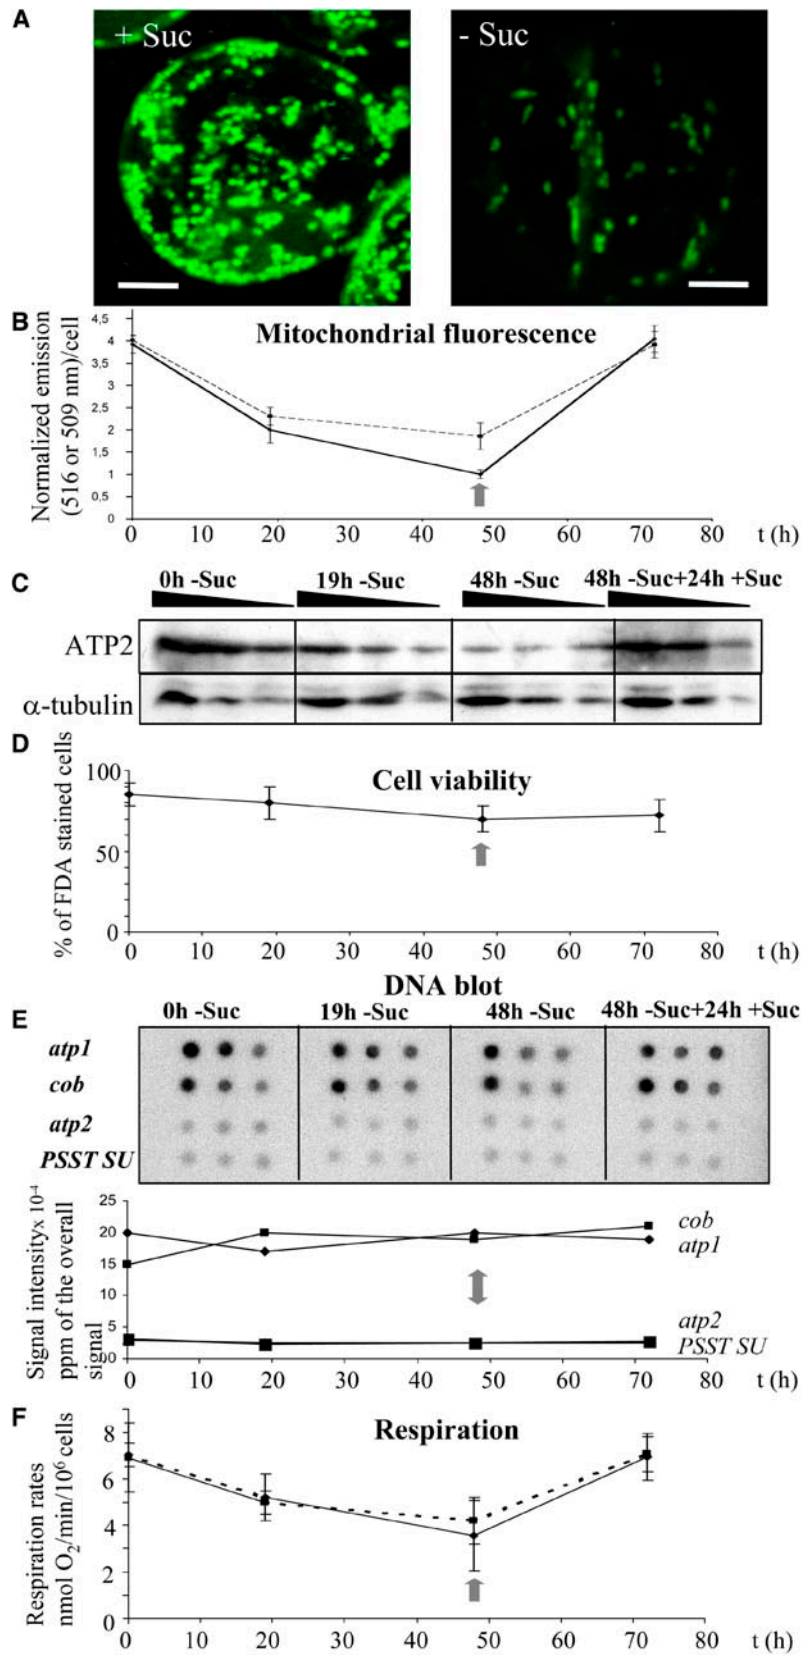 A
+ Suc
- Suc
B
Mitochondrial fluorescence
Normalized emission
(516 or 509 nm)/cell
4,5
4
3,5
3
2,5
2
1,5
1
0,5
0
0 10 20 30 40 50 60 70 80 t (h)
C
0h -Suc 19h -Suc 48h -Suc 48h -Suc+24h +Suc
ATP2
α-tubulin
D
Cell viability
% of FDA stained cells
100
50
0
0 10 20 30 40 50 60 70 80 t (h)
DNA blot
E
0h -Suc 19h -Suc 48h -Suc 48h -Suc+24h +Suc
atp1
cob
atp2
PSST SU
Signal intensity x 10⁻⁴
ppm of the overall
signal
25
20
15
10
5
00
cob
atp1
atp2
PSST SU
0 10 20 30 40 50 60 70 80 t (h)
F
Respiration
Respiration rates
nmol O₂/min/10⁶ cells
8
6
4
2
0
0 10 20 30 40 50 60 70 80 t (h)